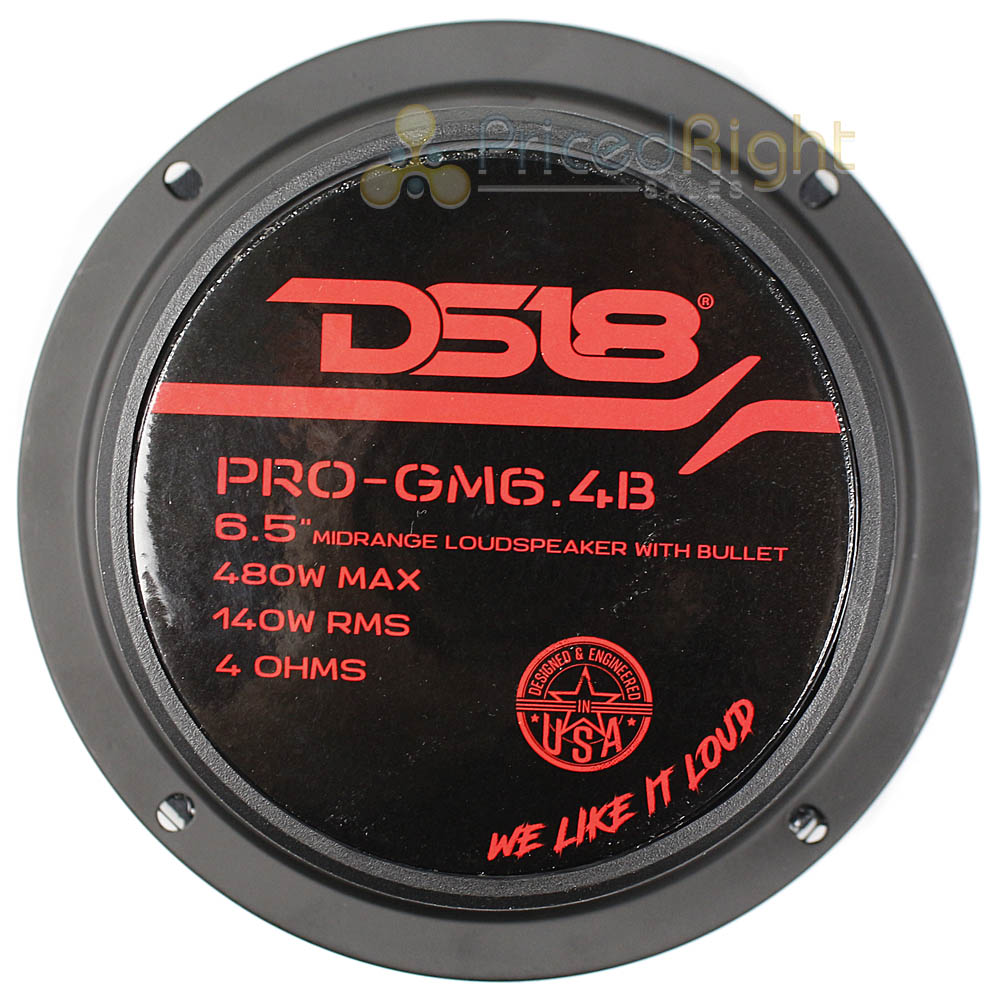 PricedRight
SALES
DS18®
PRO-GM6.4B
6.5" MIDRANGE LOUDSPEAKER WITH BULLET
480W MAX
140W RMS
4 OHMS
DESIGNED & ENGINEERED
IN
USA
WE LIKE IT LOUD